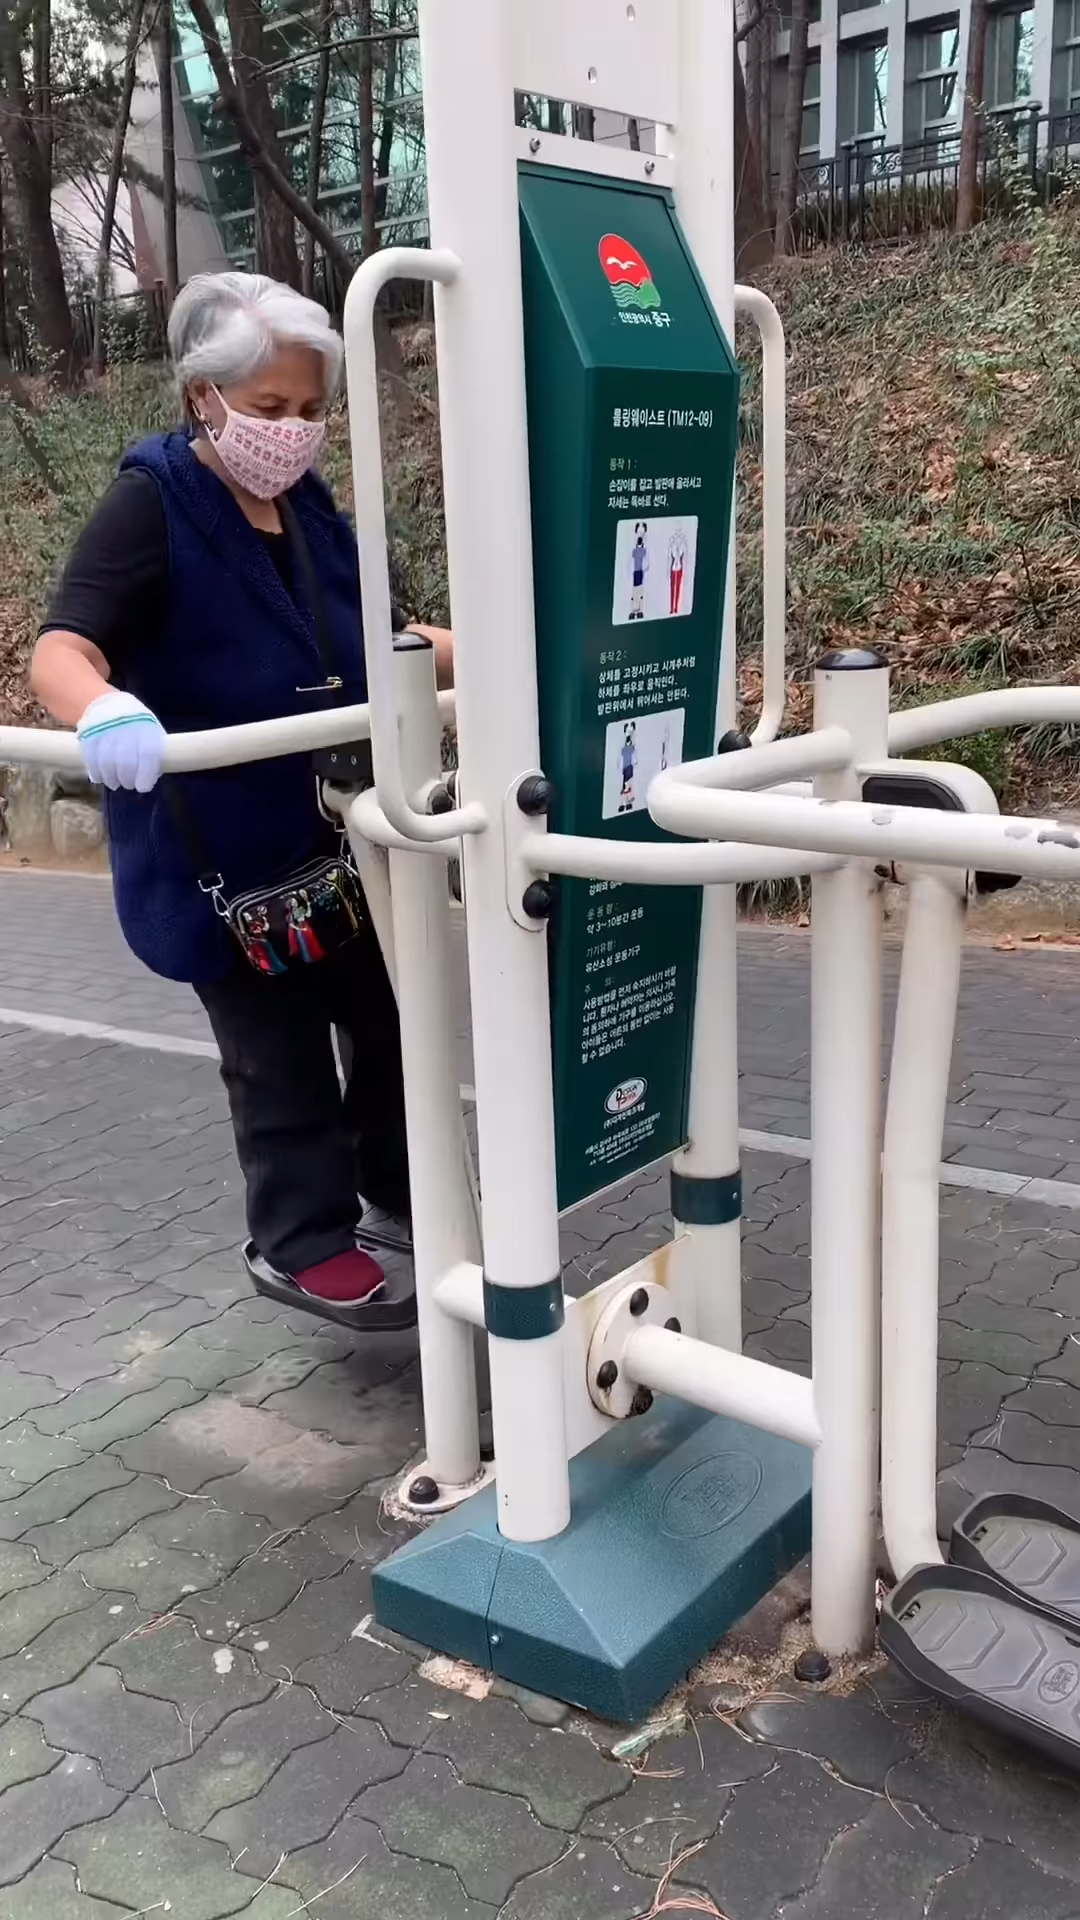 인천광역시 중구
롤링웨이스트 (TM12-09)
동작 1 :
손잡이를 잡고 발판에 올라서고
자세는 똑바로 선다.
동작 2 :
상체를 고정시키고 시계추처럼
하체를 좌우로 움직인다.
발판위에서 뛰어서는 안된다.
운 동 량 :
약 3~10분간 운동
기기유형:
유산소성 운동기구
주 의:
사용방법을 먼저 숙지하시기 바랍
니다. 환자나 허약자는 의사나 가족
의 동의하에 기구를 이용하십시오.
아이들은 어른의 동반 없이는 사용
할 수 없습니다.